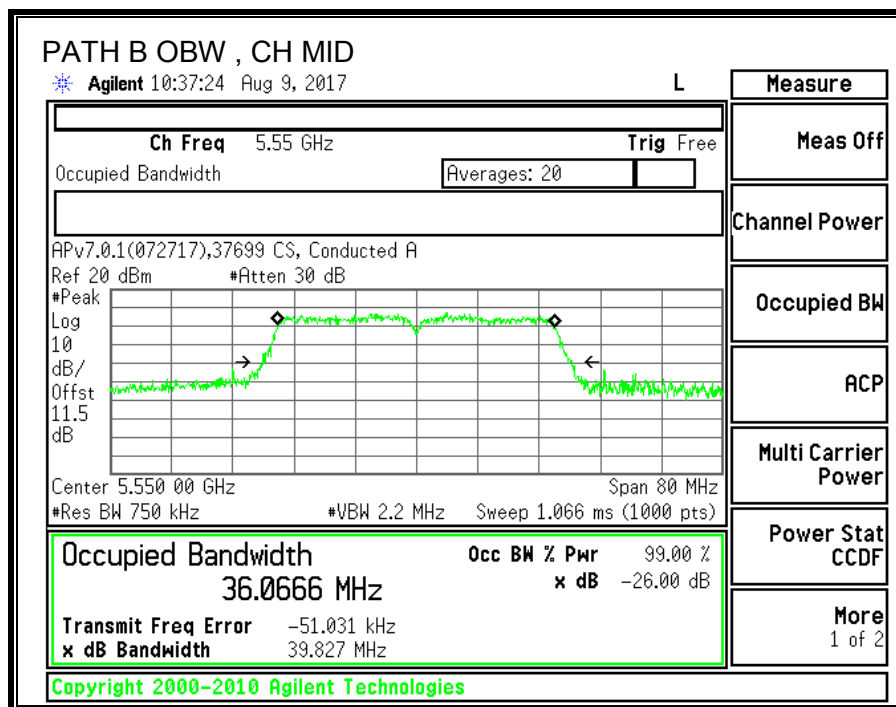 PATH B OBW , CH MID
Agilent 10:37:24 Aug 9, 2017 L
Measure
Ch Freq 5.55 GHz Trig Free
Meas Off
Occupied Bandwidth Averages: 20
Channel Power
APv7.0.1(072717),37699 CS, Conducted A
Ref 20 dBm #Atten 30 dB
Occupied BW
#Peak
Log
10
dB/
Offst
11.5
dB
ACP
Multi Carrier
Power
Center 5.550 00 GHz Span 80 MHz
#Res BW 750 kHz #VBW 2.2 MHz Sweep 1.066 ms (1000 pts)
Power Stat
CCDF
Occupied Bandwidth Occ BW % Pwr 99.00 %
36.0666 MHz x dB -26.00 dB
Transmit Freq Error -51.031 kHz
x dB Bandwidth 39.827 MHz
More
1 of 2
Copyright 2000-2010 Agilent Technologies